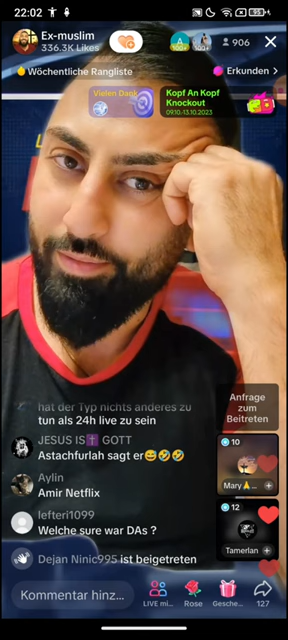 22:02
95
Ex-muslim
336.3K Likes
100+
100+
906
Wöchentliche Rangliste
Erkunden >
Vielen Dank
Kopf An Kopf
Knockout
09.10-13.10.2023
hat der Typ nichts anderes zu
tun als 24h live zu sein
Anfrage
zum
Beitreten
JESUS IS✝️ GOTT
Astachfurlah sagt er😅🤣🤣
10
Aylin
Amir Netflix
Mary🙏...
lefteri1099
12
Welche sure war DAs ?
Tamerlan
Dejan Ninic995 ist beigetreten
Kommentar hinz...
LIVE mi...
Rose
Gesche...
127